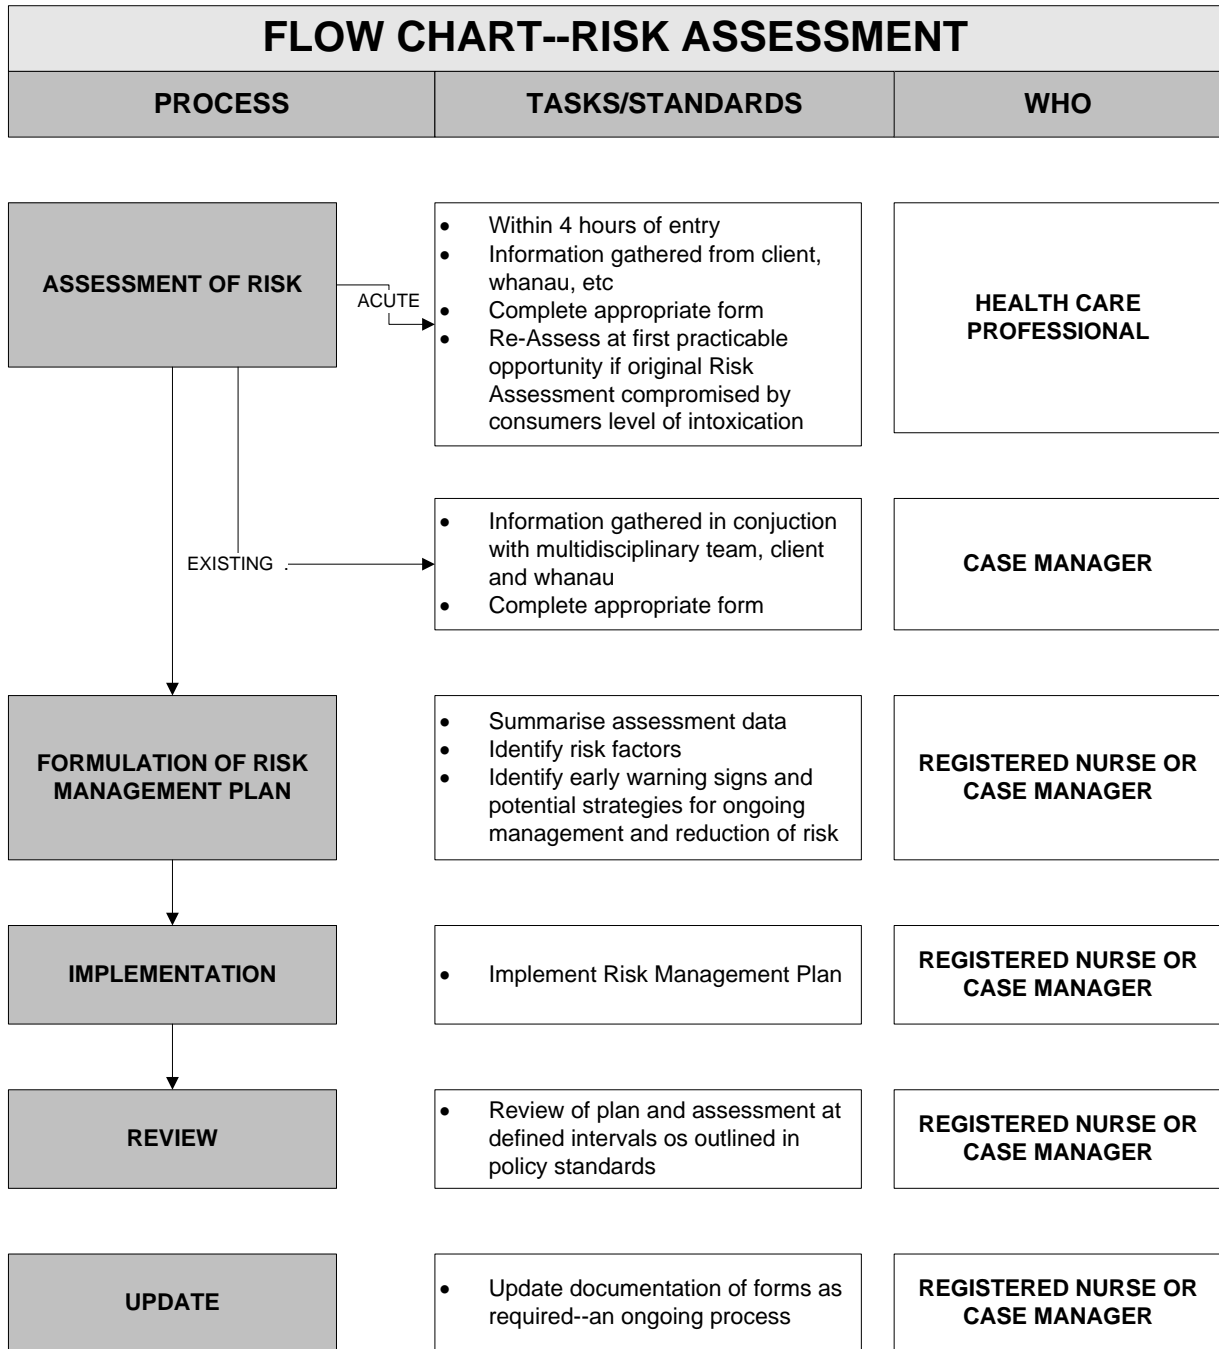 FLOW CHART--RISK ASSESSMENT
PROCESS
TASKS/STANDARDS
WHO
ASSESSMENT OF RISK
ACUTE
• Within 4 hours of entry
• Information gathered from client,
whanau, etc
• Complete appropriate form
• Re-Assess at first practicable
opportunity if original Risk
Assessment compromised by
consumers level of intoxication
HEALTH CARE
PROFESSIONAL
EXISTING .
• Information gathered in conjuction
with multidisciplinary team, client
and whanau
• Complete appropriate form
CASE MANAGER
FORMULATION OF RISK
MANAGEMENT PLAN
• Summarise assessment data
• Identify risk factors
• Identify early warning signs and
potential strategies for ongoing
management and reduction of risk
REGISTERED NURSE OR
CASE MANAGER
IMPLEMENTATION
• Implement Risk Management Plan
REGISTERED NURSE OR
CASE MANAGER
REVIEW
• Review of plan and assessment at
defined intervals os outlined in
policy standards
REGISTERED NURSE OR
CASE MANAGER
UPDATE
• Update documentation of forms as
required--an ongoing process
REGISTERED NURSE OR
CASE MANAGER